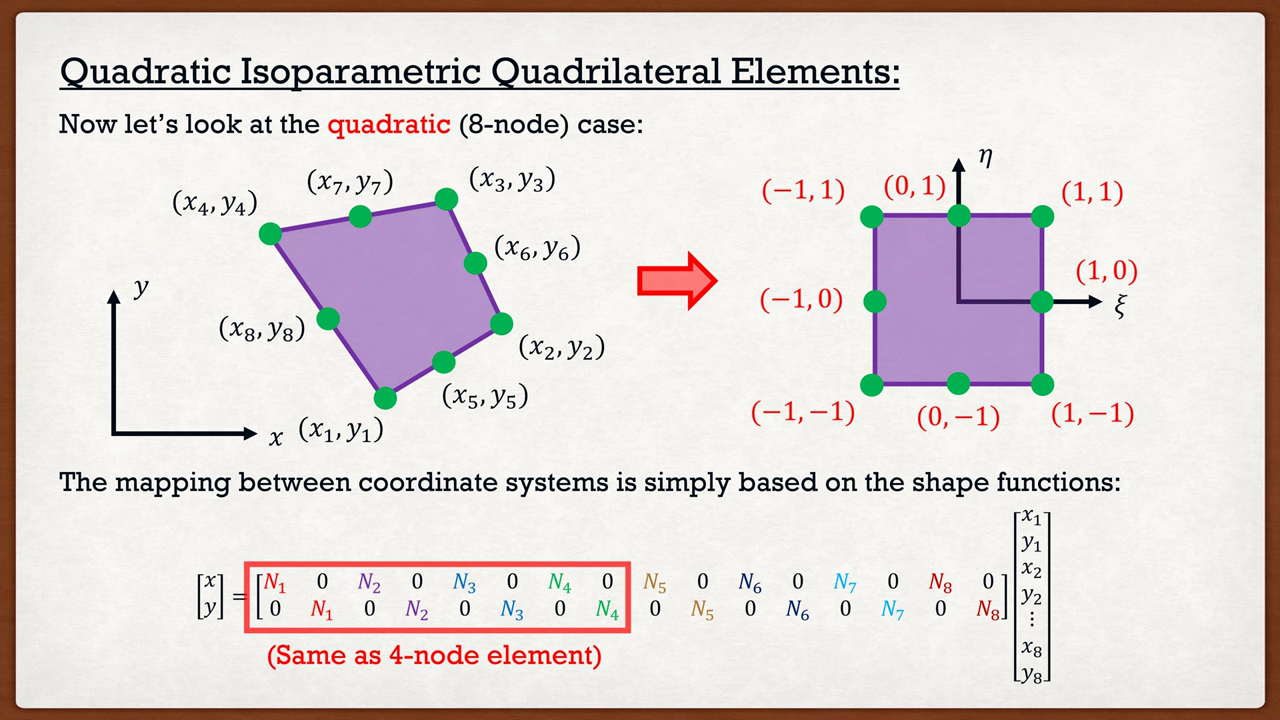 Quadratic Isoparametric Quadrilateral Elements:
Now let's look at the quadratic (8-node) case:
(x₄, y₄)
(x₇, y₇)
(x₃, y₃)
(x₆, y₆)
(x₈, y₈)
(x₂, y₂)
(x₅, y₅)
(x₁, y₁)
y
x
η
(−1, 1)
(0, 1)
(1, 1)
(−1, 0)
(1, 0)
ξ
(−1, −1)
(0, −1)
(1, −1)
The mapping between coordinate systems is simply based on the shape functions:
[x y] =
N₁ 0 N₂ 0 N₃ 0 N₄ 0 N₅ 0 N₆ 0 N₇ 0 N₈ 0
0 N₁ 0 N₂ 0 N₃ 0 N₄ 0 N₅ 0 N₆ 0 N₇ 0 N₈
x₁
y₁
x₂
y₂
⋮
x₈
y₈
(Same as 4-node element)